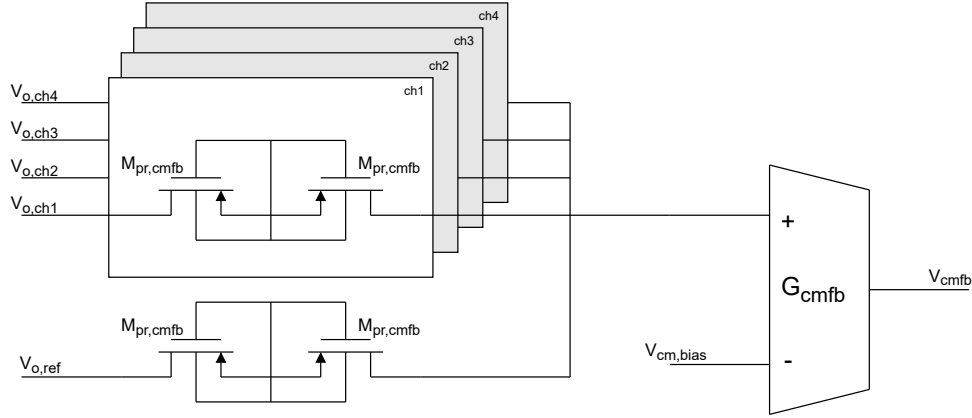 ch4
ch3
ch2
ch1
V_o,ch4
V_o,ch3
V_o,ch2
V_o,ch1
M_pr,cmfb M_pr,cmfb
+
G_cmfb
-
V_cmfb
V_cm,bias
M_pr,cmfb M_pr,cmfb
V_o,ref